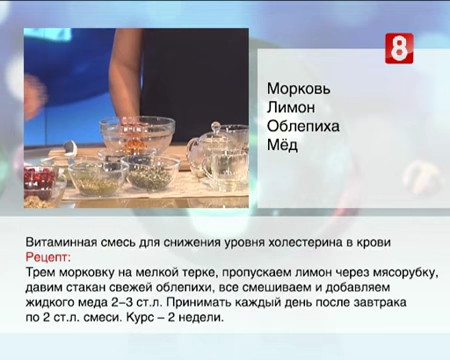 8
Морковь
Лимон
Облепиха
Мёд
Витаминная смесь для снижения уровня холестерина в крови
Рецепт:
Трем морковку на мелкой терке, пропускаем лимон через мясорубку,
давим стакан свежей облепихи, все смешиваем и добавляем
жидкого меда 2–3 ст.л. Принимать каждый день после завтрака
по 2 ст.л. смеси. Курс – 2 недели.